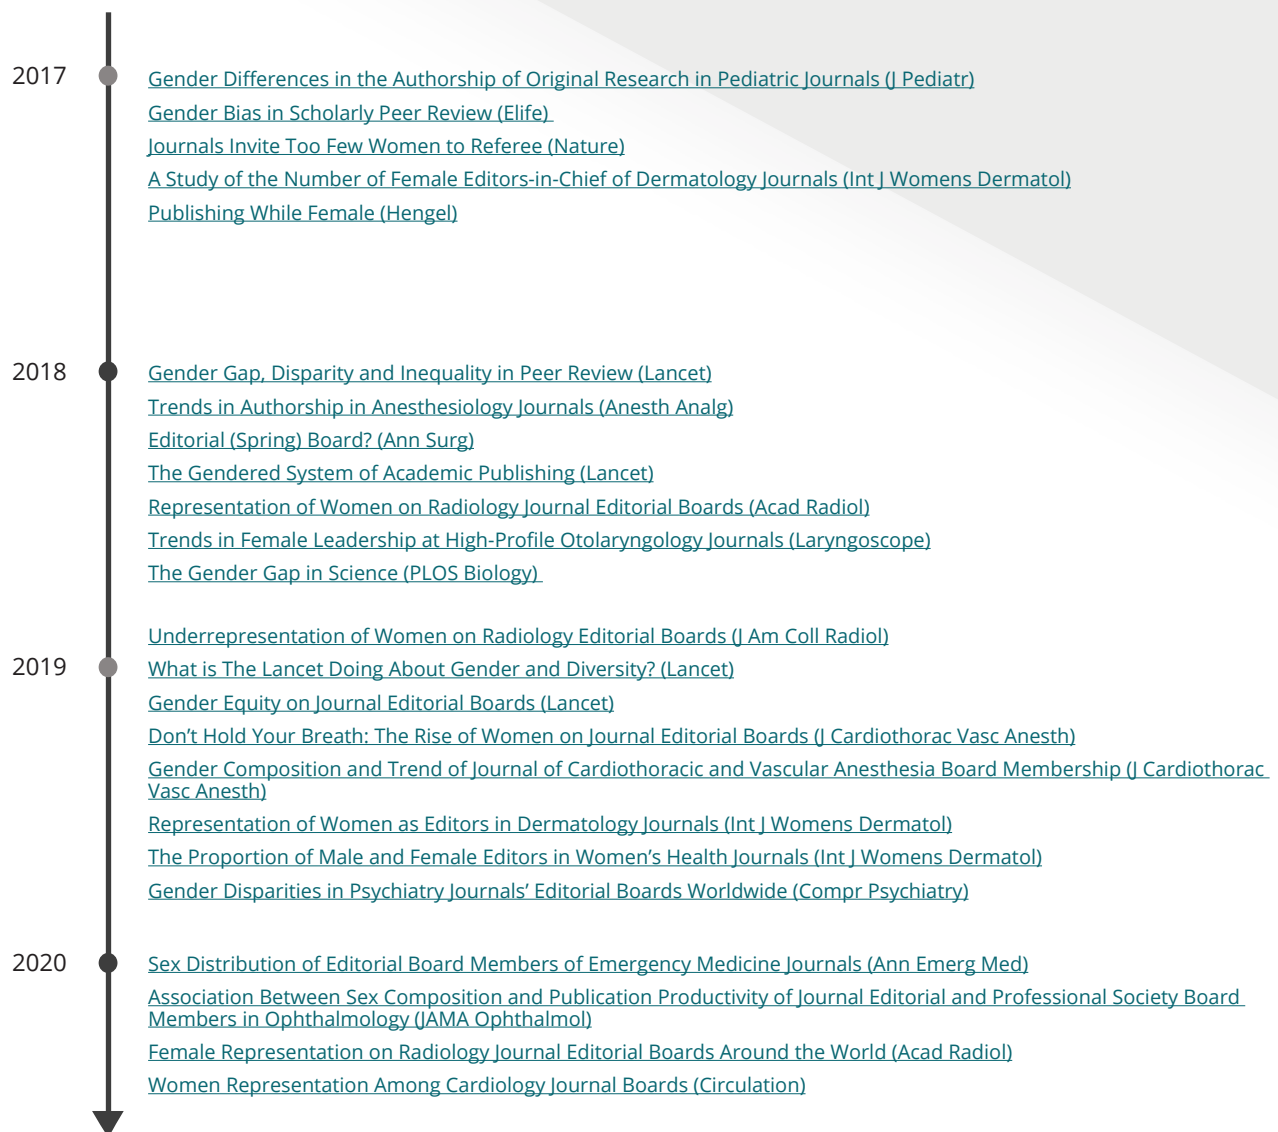 2017
Gender Differences in the Authorship of Original Research in Pediatric Journals (J Pediatr)
Gender Bias in Scholarly Peer Review (Elife)
Journals Invite Too Few Women to Referee (Nature)
A Study of the Number of Female Editors-in-Chief of Dermatology Journals (Int J Womens Dermatol)
Publishing While Female (Hengel)
2018
Gender Gap, Disparity and Inequality in Peer Review (Lancet)
Trends in Authorship in Anesthesiology Journals (Anesth Analg)
Editorial (Spring) Board? (Ann Surg)
The Gendered System of Academic Publishing (Lancet)
Representation of Women on Radiology Journal Editorial Boards (Acad Radiol)
Trends in Female Leadership at High-Profile Otolaryngology Journals (Laryngoscope)
The Gender Gap in Science (PLOS Biology)
Underrepresentation of Women on Radiology Editorial Boards (J Am Coll Radiol)
2019
What is The Lancet Doing About Gender and Diversity? (Lancet)
Gender Equity on Journal Editorial Boards (Lancet)
Don’t Hold Your Breath: The Rise of Women on Journal Editorial Boards (J Cardiothorac Vasc Anesth)
Gender Composition and Trend of Journal of Cardiothoracic and Vascular Anesthesia Board Membership (J Cardiothorac
Vasc Anesth)
Representation of Women as Editors in Dermatology Journals (Int J Womens Dermatol)
The Proportion of Male and Female Editors in Women’s Health Journals (Int J Womens Dermatol)
Gender Disparities in Psychiatry Journals’ Editorial Boards Worldwide (Compr Psychiatry)
2020
Sex Distribution of Editorial Board Members of Emergency Medicine Journals (Ann Emerg Med)
Association Between Sex Composition and Publication Productivity of Journal Editorial and Professional Society Board
Members in Ophthalmology (JAMA Ophthalmol)
Female Representation on Radiology Journal Editorial Boards Around the World (Acad Radiol)
Women Representation Among Cardiology Journal Boards (Circulation)